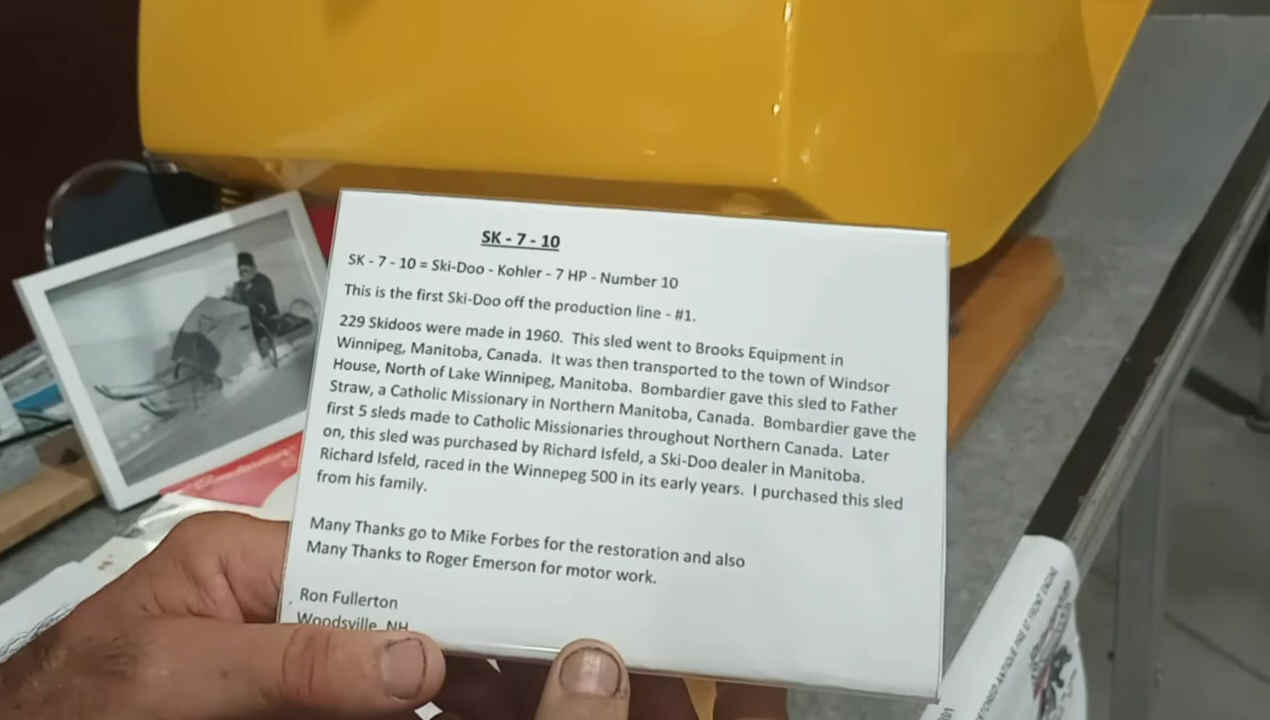 SK - 7 - 10
SK - 7 - 10 = Ski-Doo - Kohler - 7 HP - Number 10
This is the first Ski-Doo off the production line - #1.
229 Skidoos were made in 1960. This sled went to Brooks Equipment in
Winnipeg, Manitoba, Canada. It was then transported to the town of Windsor
House, North of Lake Winnipeg, Manitoba. Bombardier gave this sled to Father
Straw, a Catholic Missionary in Northern Manitoba, Canada. Bombardier gave the
first 5 sleds made to Catholic Missionaries throughout Northern Canada. Later
on, this sled was purchased by Richard Isfeld, a Ski-Doo dealer in Manitoba.
Richard Isfeld, raced in the Winnepeg 500 in its early years. I purchased this sled
from his family.
Many Thanks go to Mike Forbes for the restoration and also
Many Thanks to Roger Emerson for motor work.
Ron Fullerton
Woodsville, NH